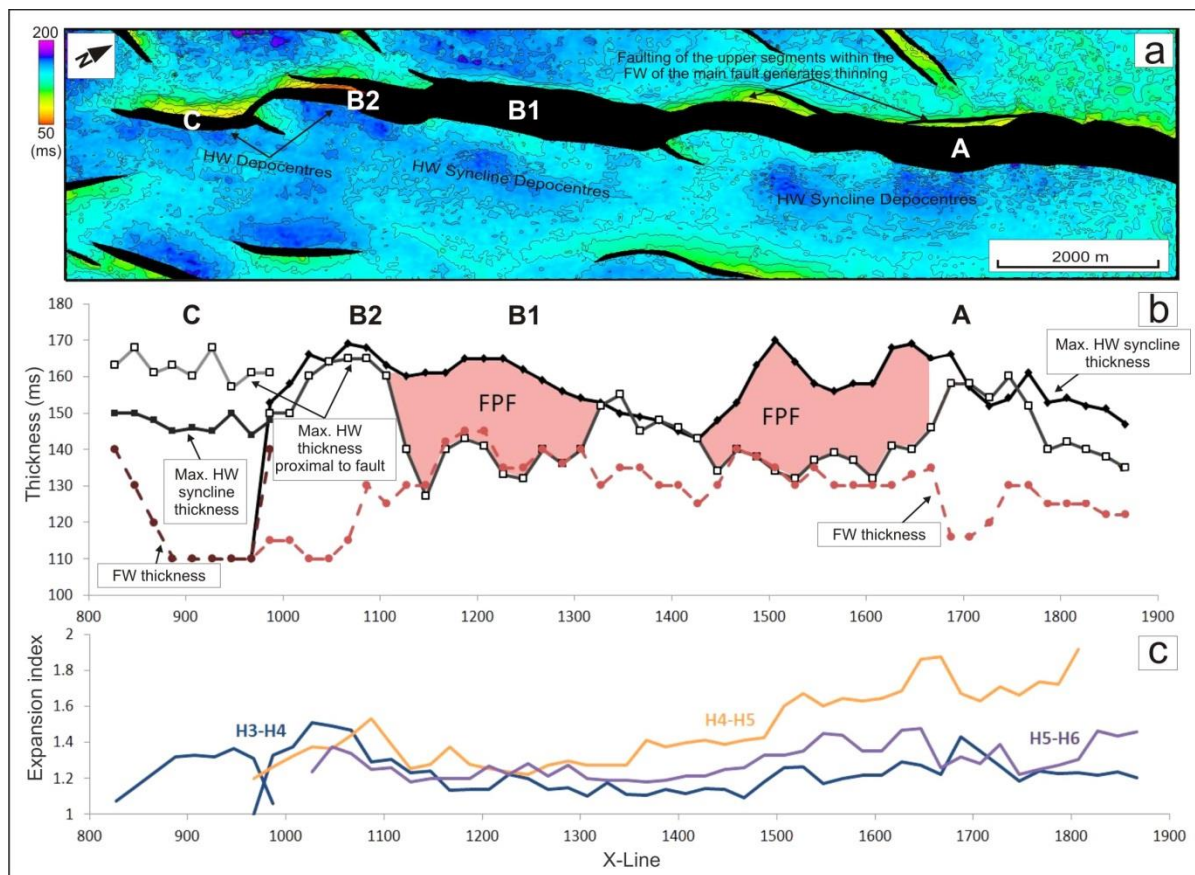 200
50
(ms)
N
a
Faulting of the upper segments within the
FW of the main fault generates thinning
C
B2
B1
A
HW Depocentres
HW Syncline Depocentres
HW Syncline Depocentres
2000 m
b
C
B2
B1
A
Thickness (ms)
180
170
160
150
140
130
120
110
100
Max. HW
syncline
thickness
Max. HW
thickness
proximal to fault
FPF
FPF
Max. HW syncline
thickness
FW thickness
FW thickness
800
900
1000
1100
1200
1300
1400
1500
1600
1700
1800
1900
c
Expansion index
2
1.8
1.6
1.4
1.2
1
H3-H4
H4-H5
H5-H6
800
900
1000
1100
1200
1300
1400
1500
1600
1700
1800
1900
X-Line